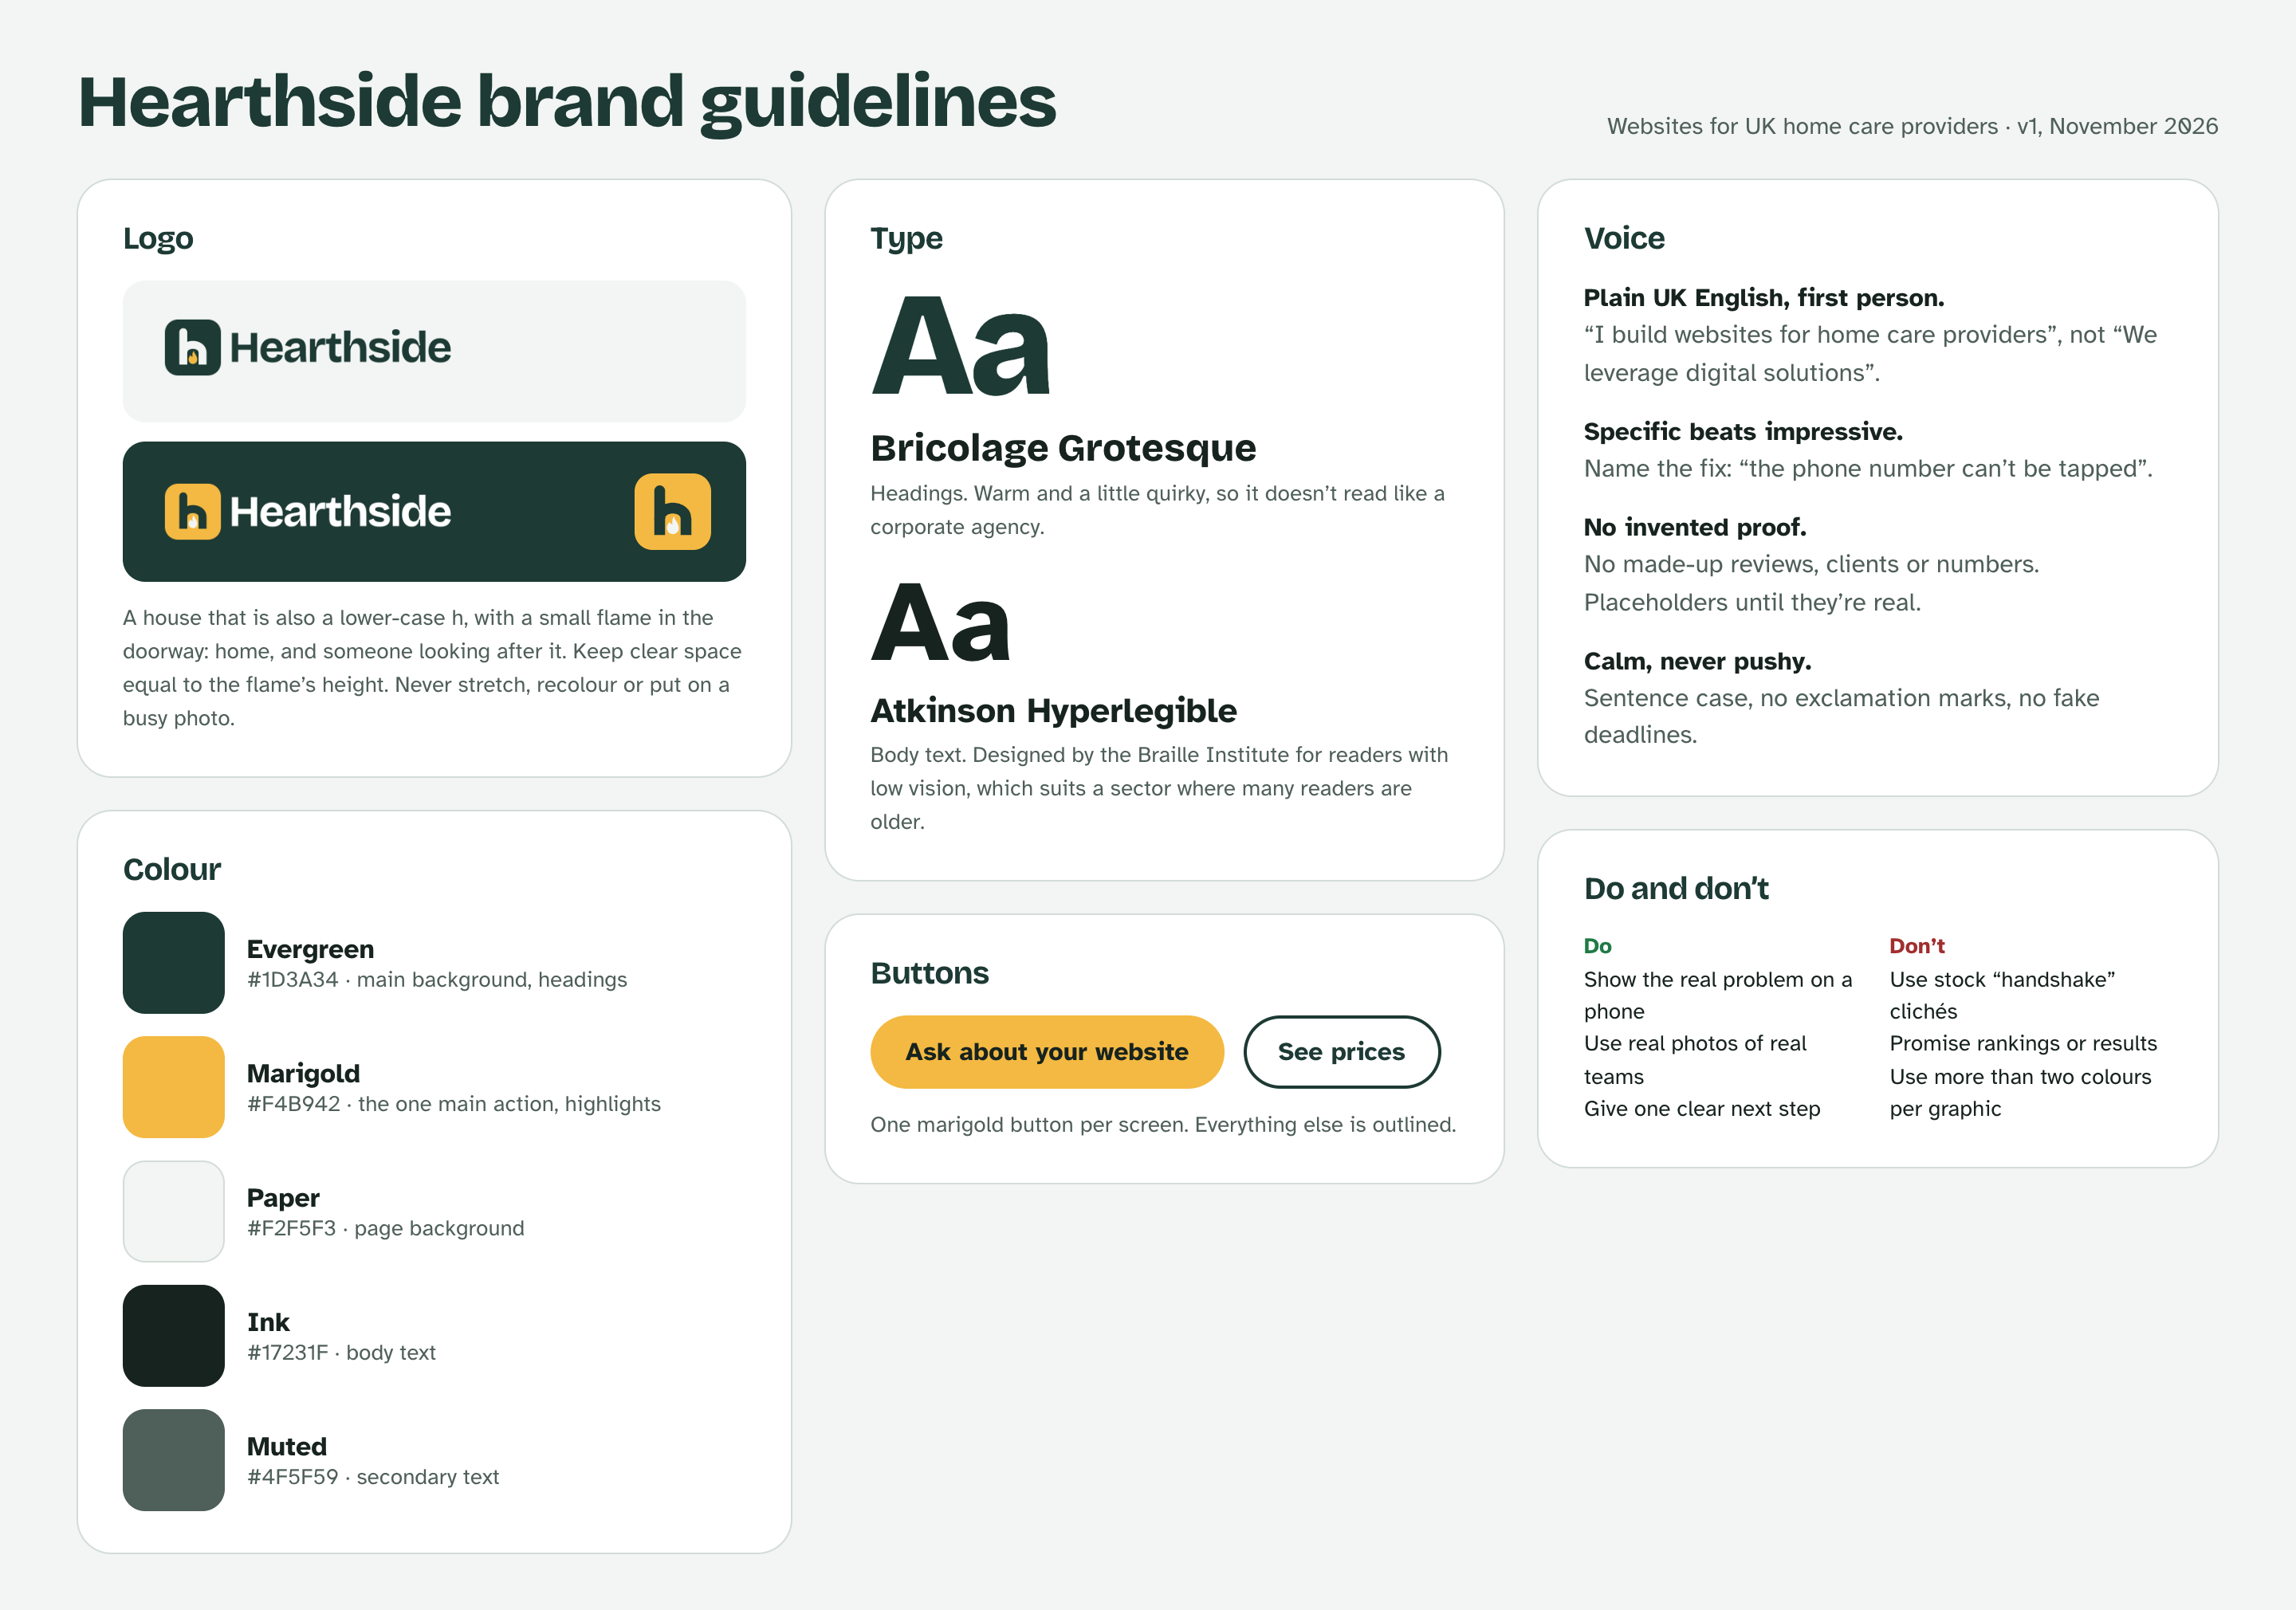 Hearthside brand guidelines
Websites for UK home care providers · v1, November 2026
Logo
h Hearthside
h Hearthside
h
A house that is also a lower-case h, with a small flame in the
doorway: home, and someone looking after it. Keep clear space
equal to the flame’s height. Never stretch, recolour or put on a
busy photo.
Colour
Evergreen
#1D3A34 · main background, headings
Marigold
#F4B942 · the one main action, highlights
Paper
#F2F5F3 · page background
Ink
#17231F · body text
Muted
#4F5F59 · secondary text
Type
Aa
Bricolage Grotesque
Headings. Warm and a little quirky, so it doesn’t read like a
corporate agency.
Aa
Atkinson Hyperlegible
Body text. Designed by the Braille Institute for readers with
low vision, which suits a sector where many readers are
older.
Buttons
Ask about your website
See prices
One marigold button per screen. Everything else is outlined.
Voice
Plain UK English, first person.
“I build websites for home care providers”, not “We
leverage digital solutions”.
Specific beats impressive.
Name the fix: “the phone number can’t be tapped”.
No invented proof.
No made-up reviews, clients or numbers.
Placeholders until they’re real.
Calm, never pushy.
Sentence case, no exclamation marks, no fake
deadlines.
Do and don’t
Do
Show the real problem on a
phone
Use real photos of real
teams
Give one clear next step
Don’t
Use stock “handshake”
clichés
Promise rankings or results
Use more than two colours
per graphic